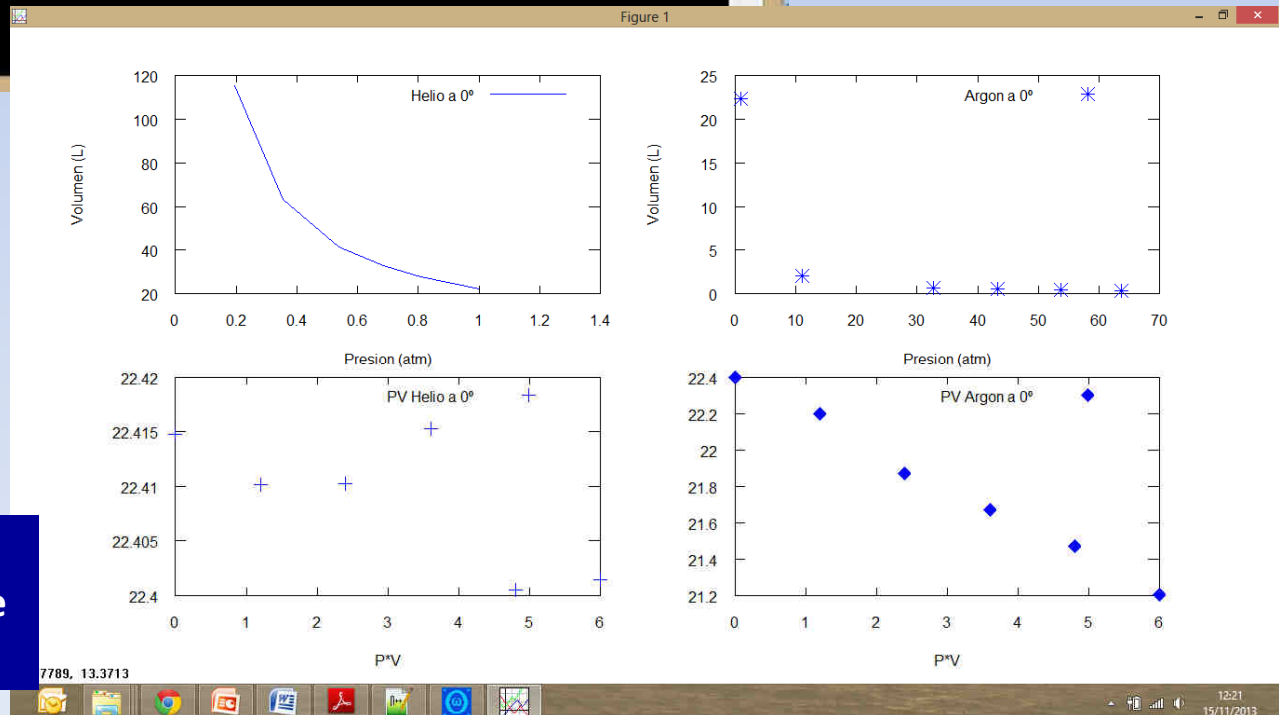 Figure 1
120
100
80
60
40
20
Volumen (L)
Helio a 0º
0 0.2 0.4 0.6 0.8 1 1.2 1.4
Presion (atm)
25
20
15
10
5
0
Volumen (L)
Argon a 0º
0 10 20 30 40 50 60 70
Presion (atm)
22.42
22.415
22.41
22.405
22.4
PV Helio a 0º
0 1 2 3 4 5 6
P*V
22.4
22.2
22
21.8
21.6
21.4
21.2
PV Argon a 0º
0 1 2 3 4 5 6
P*V
e
7789, 13.3713
12:21
15/11/2013